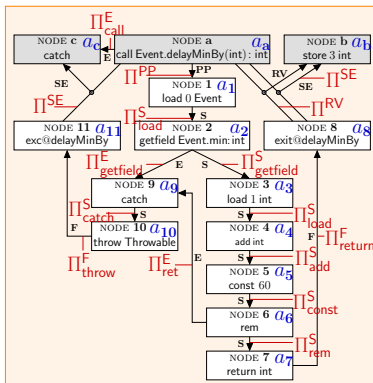 Π^E_call
NODE c a_c
catch
E
NODE a a_a
call Event.delayMinBy(int): int
NODE b a_b
store 3 int
SE
Π^PP
PP
RV
SE
Π^SE
NODE 1 a_1
load 0 Event
Π^SE
Π^RV
Π^S_load
S
NODE 11 a_11
exc@delayMinBy
NODE 2 a_2
getfield Event.min: int
NODE 8 a_8
exit@delayMinBy
Π^E_getfield
E
S
Π^S_getfield
NODE 9 a_9
catch
NODE 3 a_3
load 1 int
Π^S_catch
S
S
Π^S_load
F
NODE 10 a_10
throw Throwable
NODE 4 a_4
add int
F
Π^F_return
Π^F_throw
Π^E_ret
E
S
Π^S_add
NODE 5 a_5
const 60
S
Π^S_const
NODE 6 a_6
rem
S
Π^S_rem
NODE 7 a_7
return int